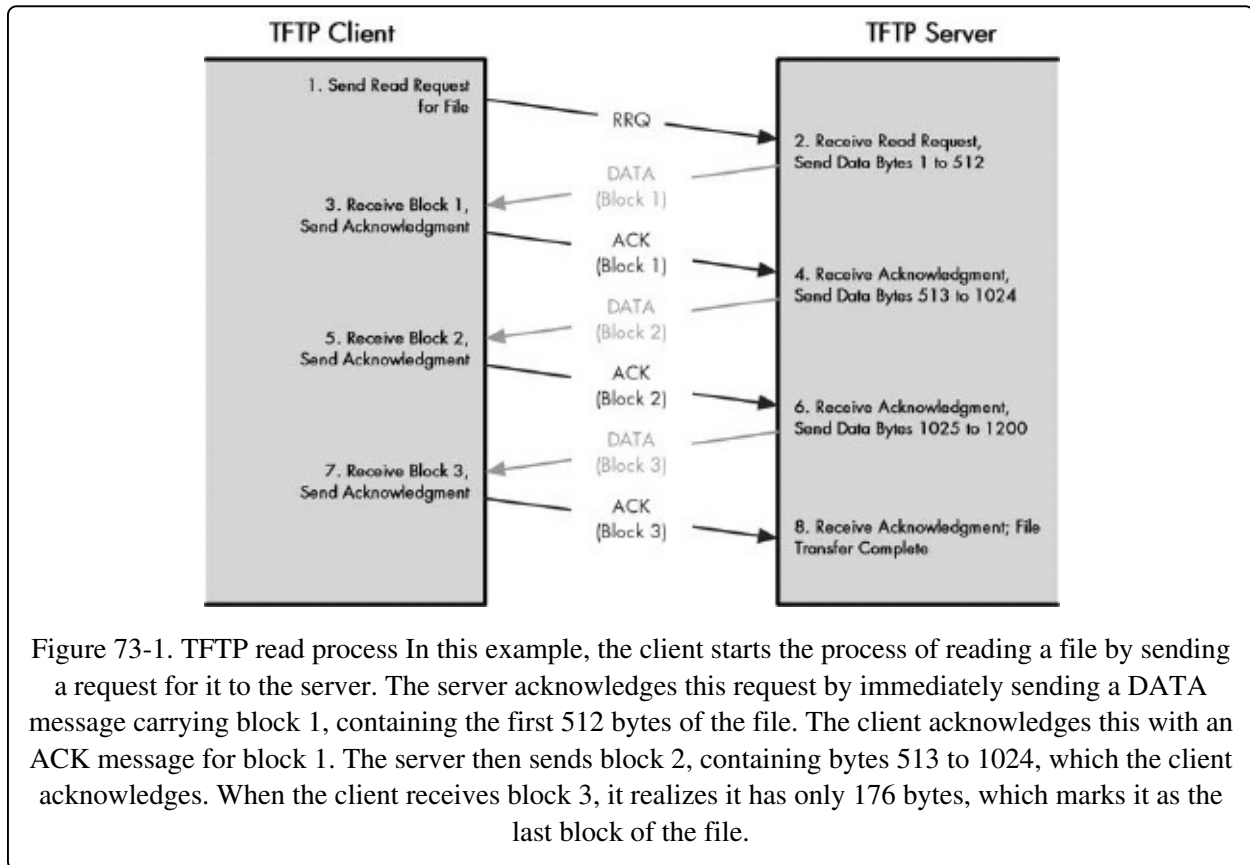 TFTP Client
TFTP Server
1. Send Read Request
for File
RRQ
2. Receive Read Request,
Send Data Bytes 1 to 512
DATA
(Block 1)
3. Receive Block 1,
Send Acknowledgment
ACK
(Block 1)
4. Receive Acknowledgment,
Send Data Bytes 513 to 1024
DATA
(Block 2)
5. Receive Block 2,
Send Acknowledgment
ACK
(Block 2)
6. Receive Acknowledgment,
Send Data Bytes 1025 to 1200
DATA
(Block 3)
7. Receive Block 3,
Send Acknowledgment
ACK
(Block 3)
8. Receive Acknowledgment; File
Transfer Complete
Figure 73-1. TFTP read process In this example, the client starts the process of reading a file by sending
a request for it to the server. The server acknowledges this request by immediately sending a DATA
message carrying block 1, containing the first 512 bytes of the file. The client acknowledges this with an
ACK message for block 1. The server then sends block 2, containing bytes 513 to 1024, which the client
acknowledges. When the client receives block 3, it realizes it has only 176 bytes, which marks it as the
last block of the file.